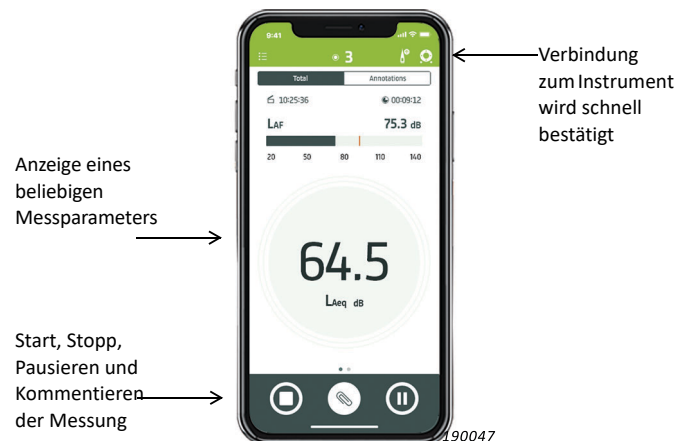 9:41
3
Total Annotations
10:25:36 00:09:12
LAF 75.3 dB
20 50 80 110 140
64.5
LAeq dB
Verbindung
zum Instrument
wird schnell
bestätigt
Anzeige eines
beliebigen
Messparameters
Start, Stopp,
Pausieren und
Kommentieren
der Messung
190047